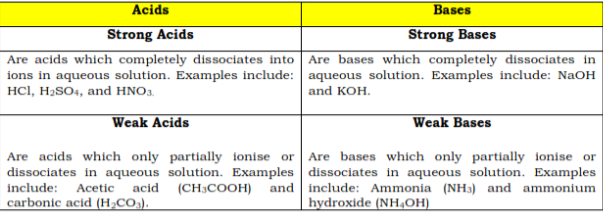 Acids
Bases
Strong Acids
Strong Bases
Are acids which completely dissociates into
ions in aqueous solution. Examples include:
HCl, H₂SO₄, and HNO₃.
Are bases which completely dissociates in
aqueous solution. Examples include: NaOH
and KOH.
Weak Acids
Weak Bases
Are acids which only partially ionise or
dissociates in aqueous solution. Examples
include: Acetic acid (CH₃COOH) and
carbonic acid (H₂CO₃).
Are bases which only partially ionise or
dissociates in aqueous solution. Examples
include: Ammonia (NH₃) and ammonium
hydroxide (NH₄OH)